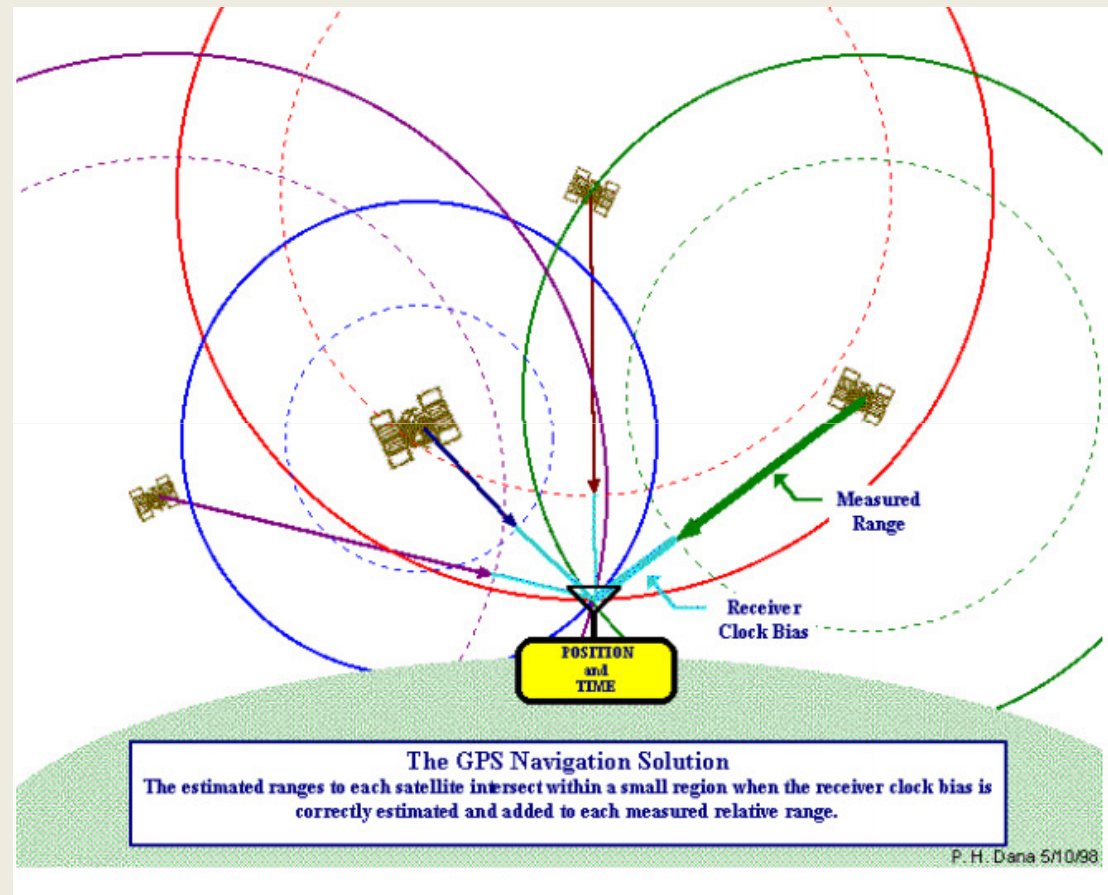 Measured
Range
Receiver
Clock Bias
POSITION
and
TIME
The GPS Navigation Solution
The estimated ranges to each satellite intersect within a small region when the receiver clock bias is
correctly estimated and added to each measured relative range.
P. H. Dana 5/10/98